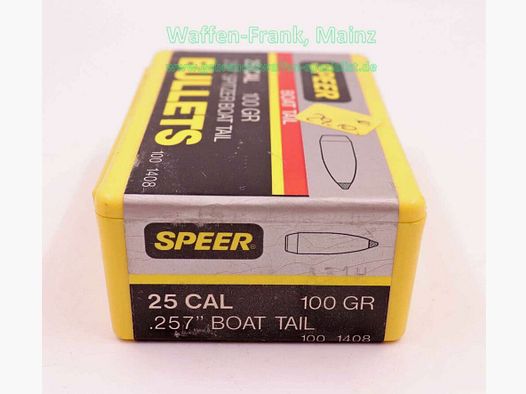 Waffen-Frank, Mainz
CAL 100 GR
SPITZER BOAT TAIL
BULLETS
100 1408
SPEER
BOAT TAIL
SPEER
25 CAL 100 GR
.257" BOAT TAIL
100 1408